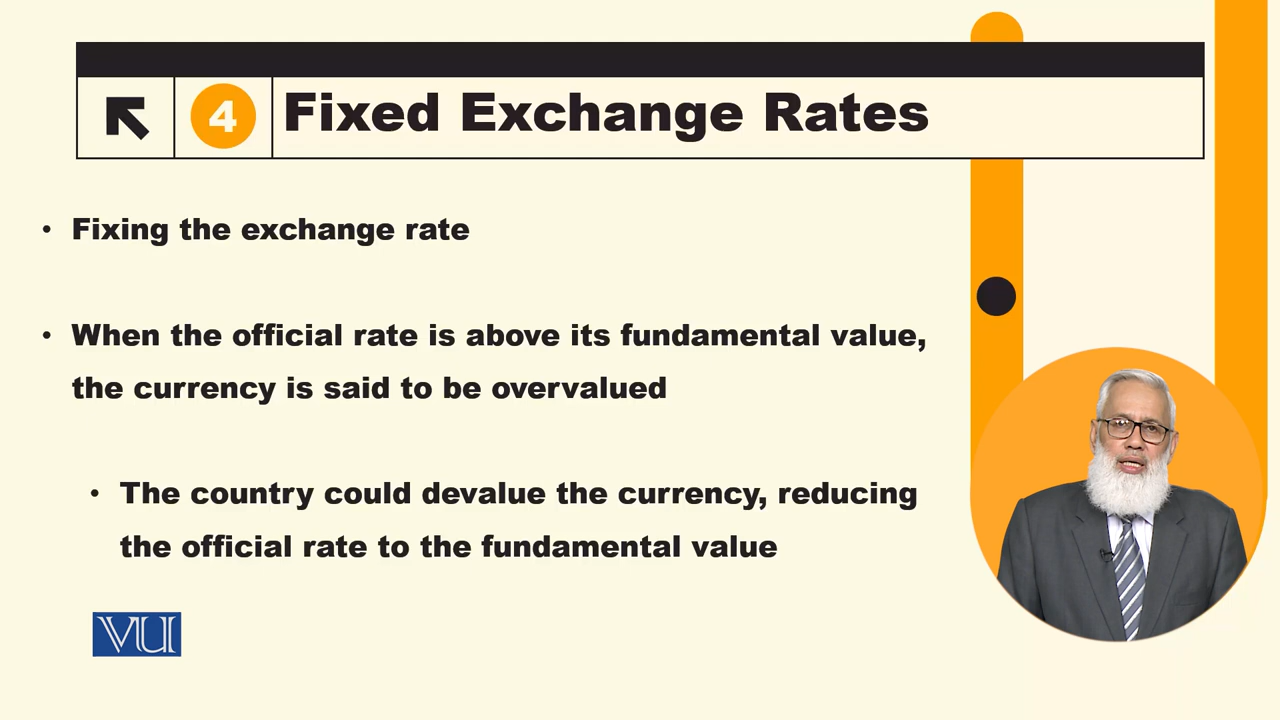 4 Fixed Exchange Rates
• Fixing the exchange rate
• When the official rate is above its fundamental value,
the currency is said to be overvalued
• The country could devalue the currency, reducing
the official rate to the fundamental value
VU